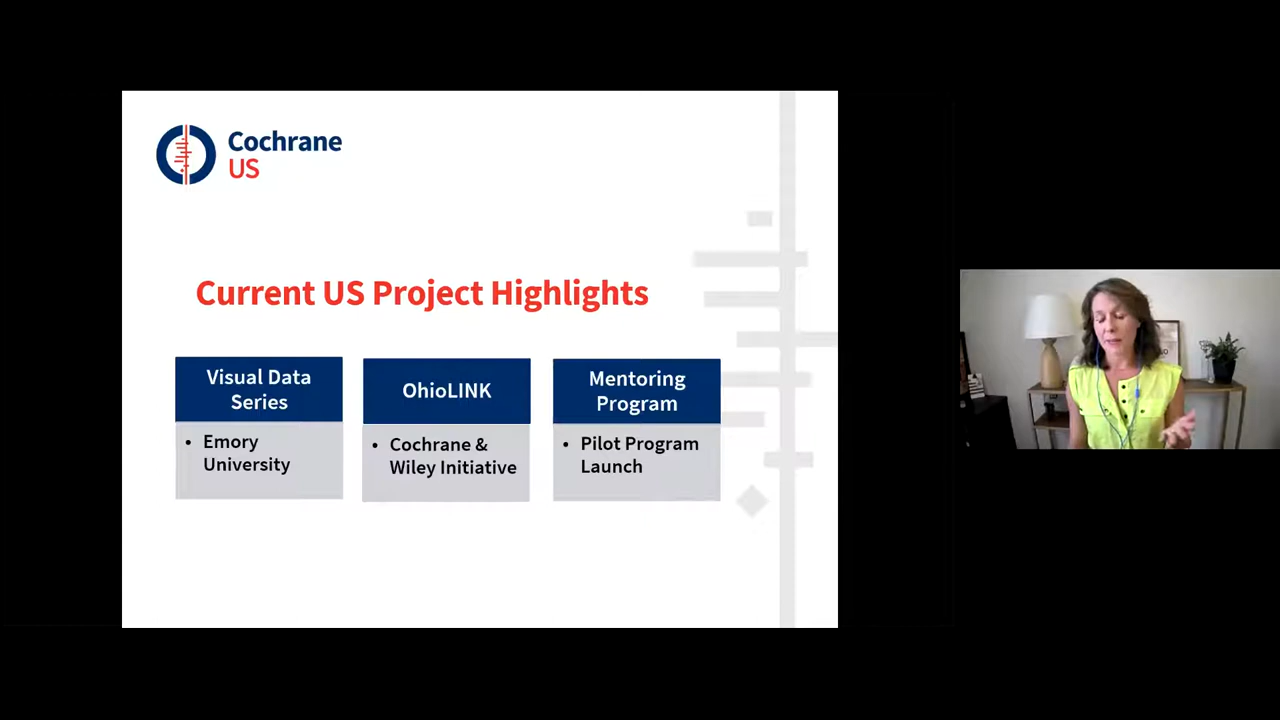 Cochrane
US
Current US Project Highlights
Visual Data
Series
• Emory
University
OhioLINK
• Cochrane &
Wiley Initiative
Mentoring
Program
• Pilot Program
Launch